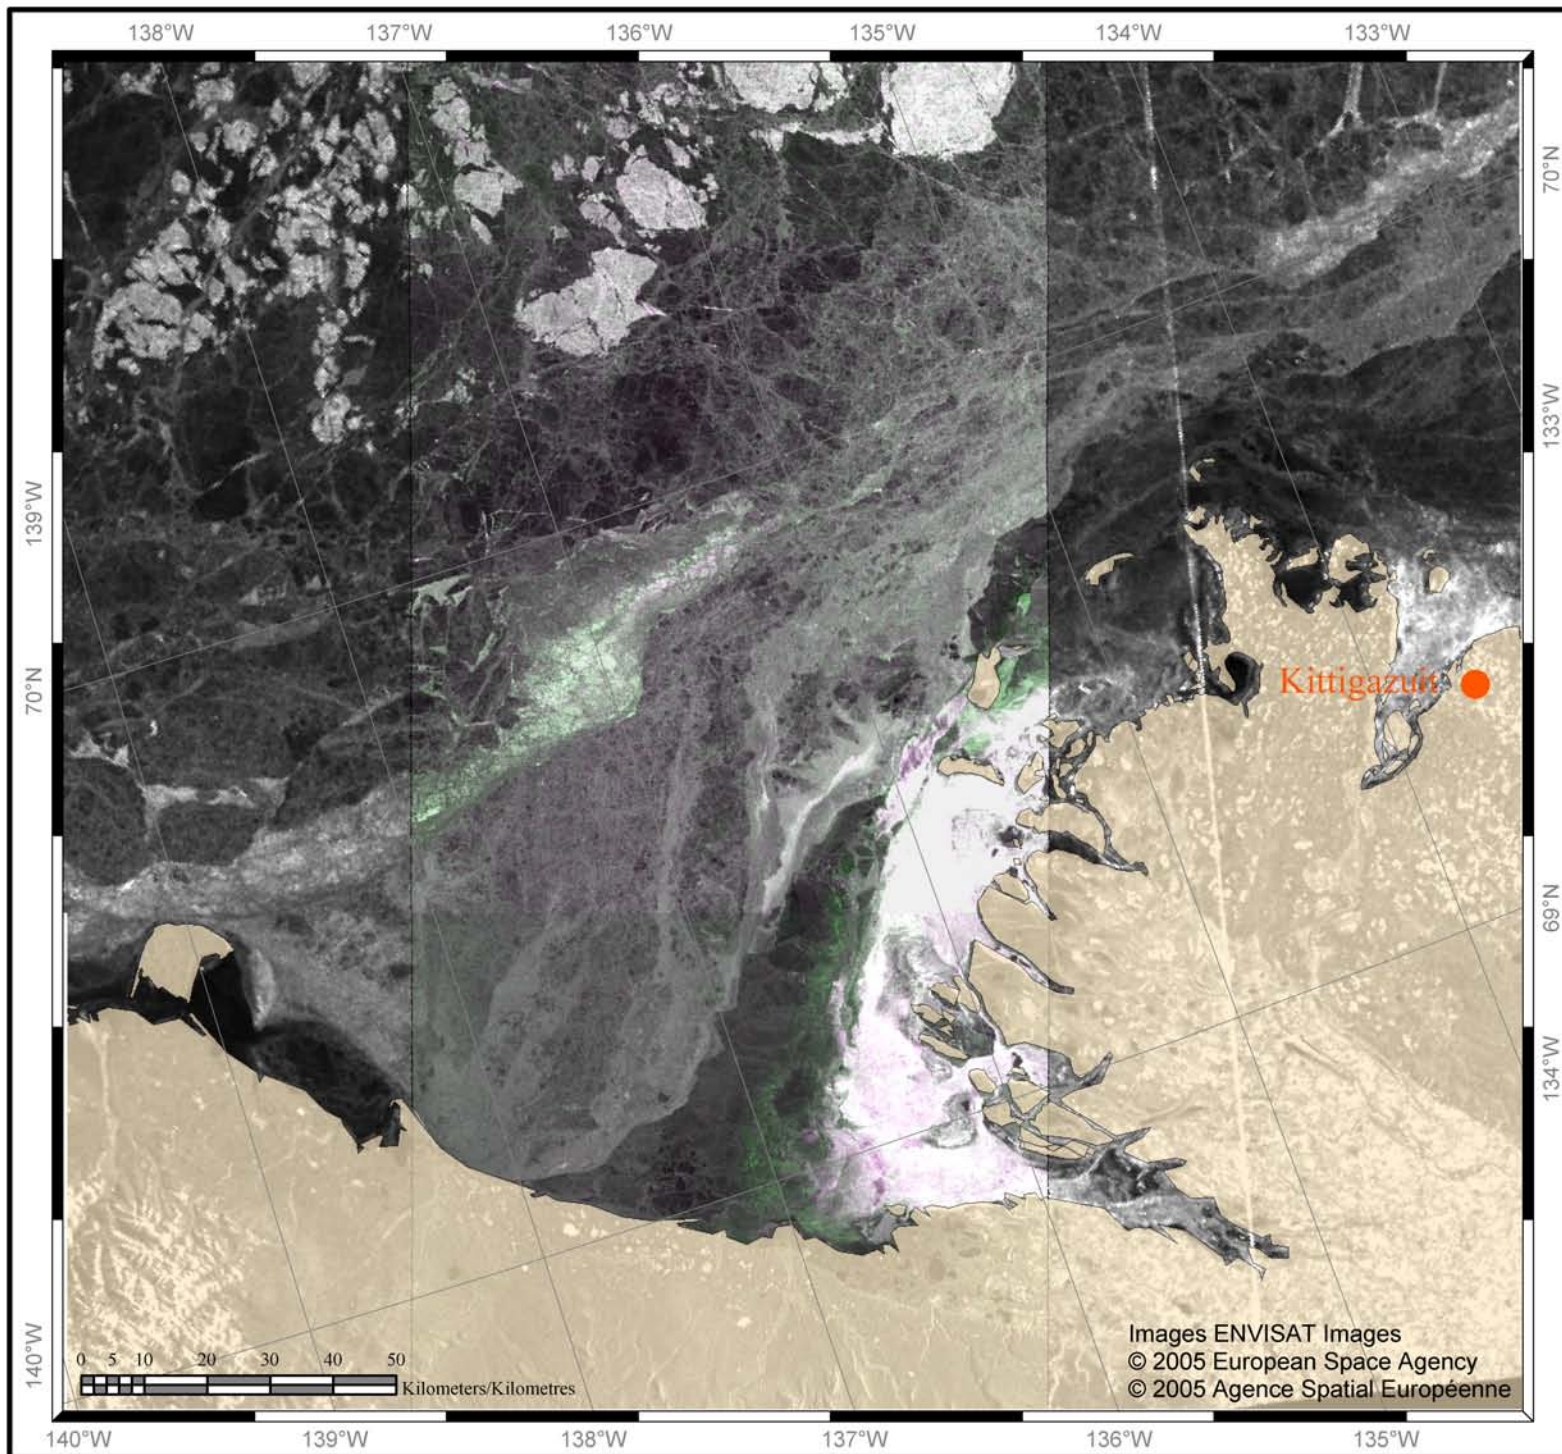 138°W 137°W 136°W 135°W 134°W 133°W
70°N
133°W
139°W
Kittigazuit
70°N
69°N
134°W
140°W
Images ENVISAT Images
© 2005 European Space Agency
© 2005 Agence Spatial Européenne
0 5 10 20 30 40 50
Kilometers/Kilometres
140°W 139°W 138°W 137°W 136°W 135°W